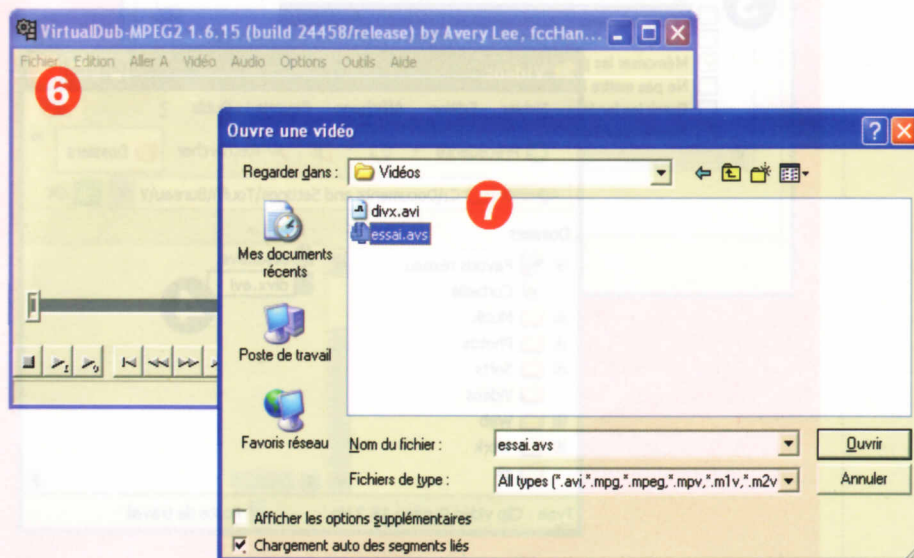 VirtualDub-MPEG2 1.6.15 (build 24458/release) by Avery Lee, fccHan...
Fichier Edition Aller A Vidéo Audio Options Outils Aide
6
Ouvre une vidéo
Regarder dans : Vidéos
7
divx.avi
essai.avs
Mes documents
récents
Poste de travail
Favoris réseau
Nom du fichier : essai.avs Ouvrir
Fichiers de type : All types (*.avi,*.mpg,*.mpeg,*.mpv,*.m1v,*.m2v Annuler
Afficher les options supplémentaires
Chargement auto des segments liés